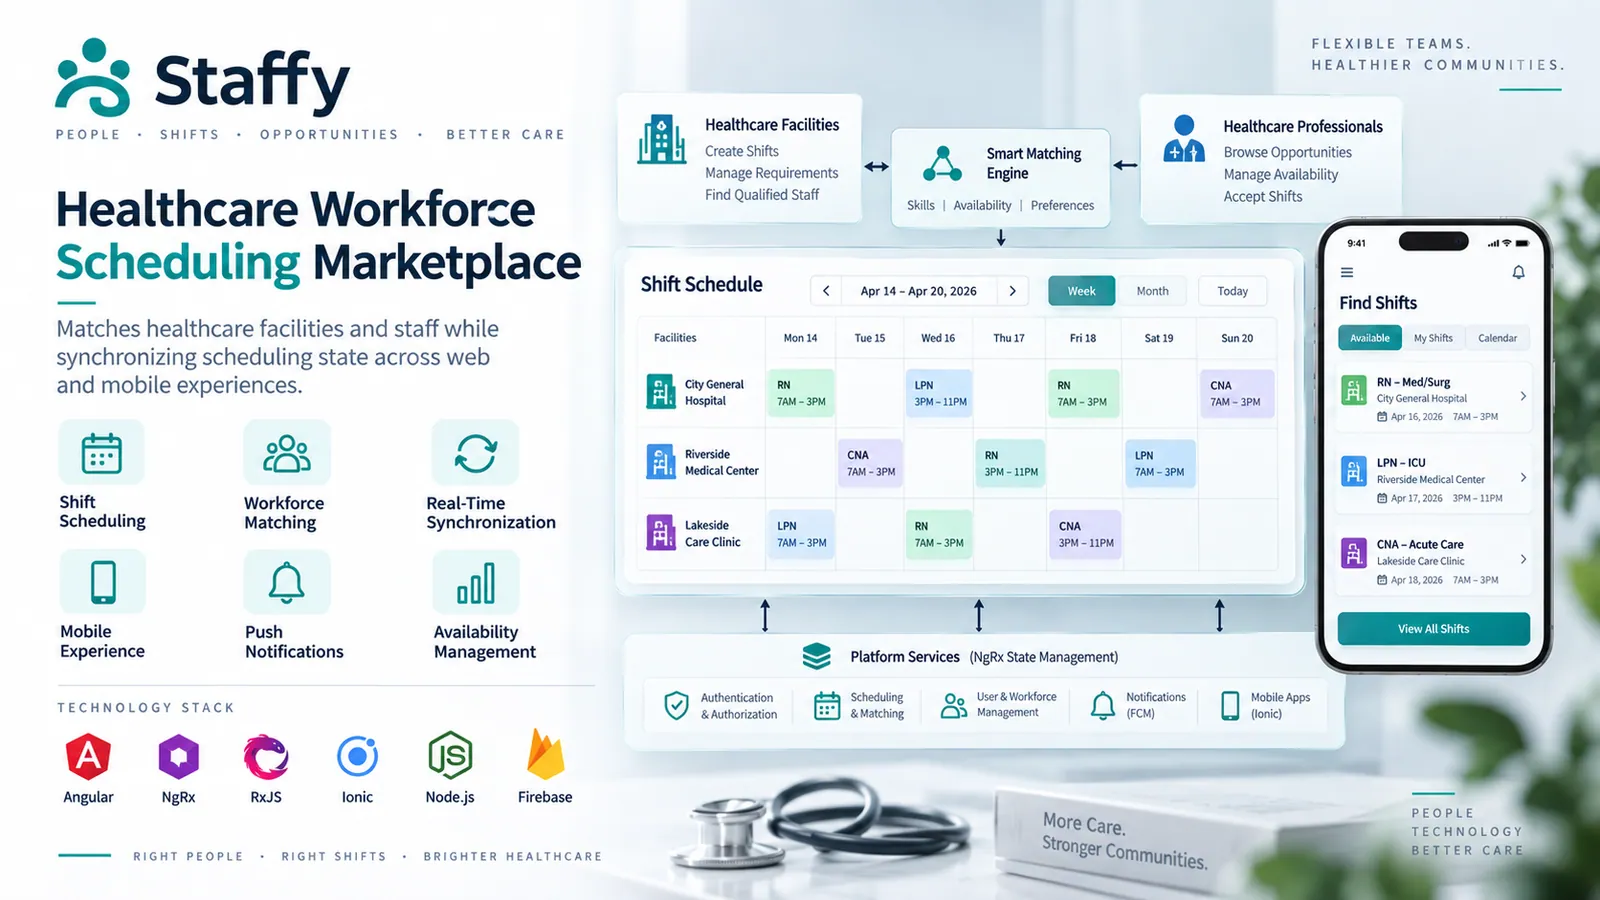 Staffy
PEOPLE • SHIFTS • OPPORTUNITIES • BETTER CARE
Healthcare Workforce
Scheduling Marketplace
Matches healthcare facilities and staff while
synchronizing scheduling state across web
and mobile experiences.
Shift
Scheduling
Workforce
Matching
Real-Time
Synchronization
Mobile
Experience
Push
Notifications
Availability
Management
TECHNOLOGY STACK
Angular
NgRx
RxJS
JS
Ionic
Node.js
Firebase
RIGHT PEOPLE • RIGHT SHIFTS • BRIGHTER HEALTHCARE
FLEXIBLE TEAMS.
HEALTHIER COMMUNITIES.
Healthcare Facilities
Create Shifts
Manage Requirements
Find Qualified Staff
Smart Matching
Engine
Skills | Availability | Preferences
Healthcare Professionals
Browse Opportunities
Manage Availability
Accept Shifts
Shift Schedule
Apr 14 – Apr 20, 2026
Week
Month
Today
Facilities Mon 14 Tue 15 Wed 16 Thu 17 Fri 18 Sat 19 Sun 20
City General
Hospital
RN
7AM – 3PM
LPN
3PM – 11PM
RN
7AM – 3PM
CNA
7AM – 3PM
Riverside
Medical Center
CNA
7AM – 3PM
RN
3PM – 11PM
LPN
7AM – 3PM
Lakeside
Care Clinic
LPN
7AM – 3PM
RN
7AM – 3PM
CNA
3PM – 11PM
Platform Services (NgRx State Management)
Authentication
& Authorization
Scheduling
& Matching
User & Workforce
Management
Notifications
(FCM)
Mobile Apps
(Ionic)
9:41
Find Shifts
Available
My Shifts
Calendar
RN – Med/Surg
City General Hospital
Apr 16, 2026 7AM – 3PM
LPN – ICU
Riverside Medical Center
Apr 17, 2026 3PM – 11PM
CNA – Acute Care
Lakeside Care Clinic
Apr 18, 2026 7AM – 3PM
View All Shifts
More Care.
Stronger Communities.
PEOPLE
TECHNOLOGY
BETTER CARE